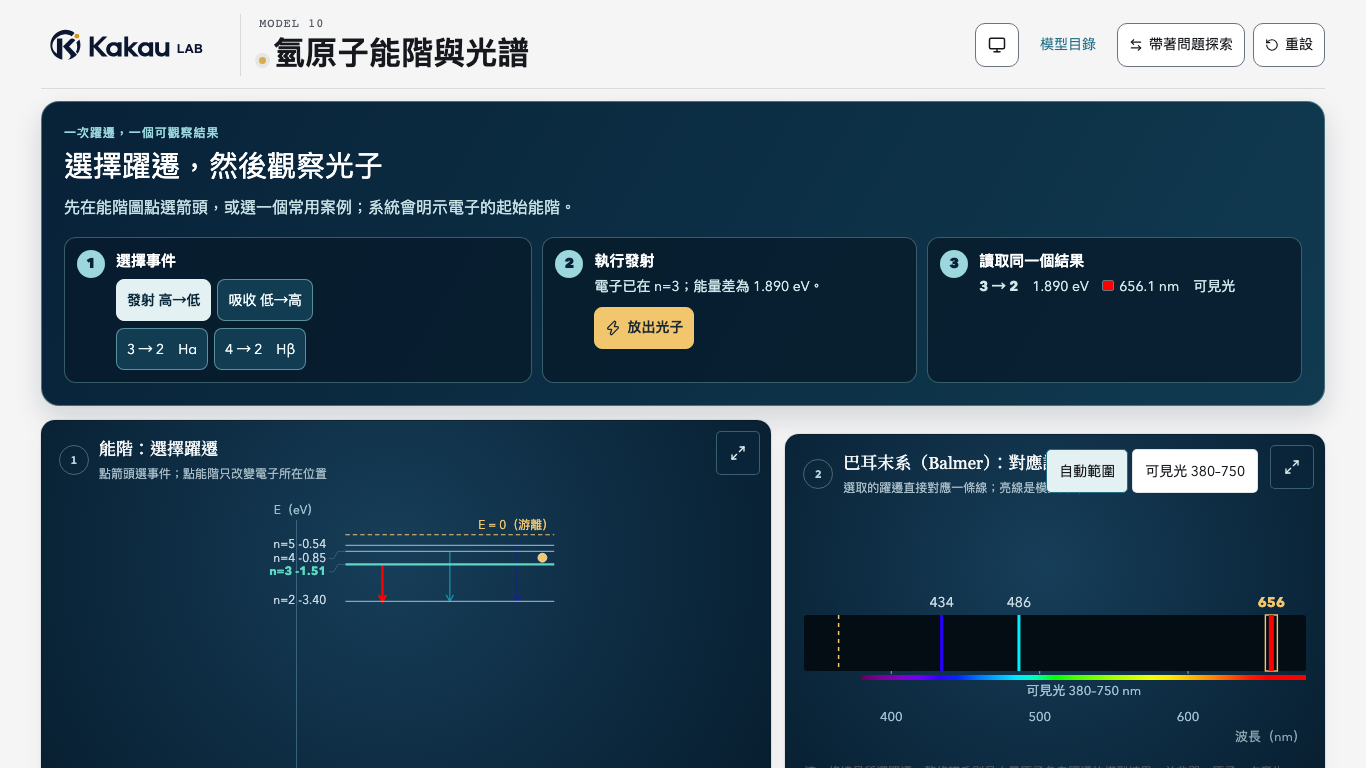 Kakau LAB
MODEL 10
氫原子能階與光譜
模型目錄
帶著問題探索
重設
一次躍遷，一個可觀察結果
選擇躍遷，然後觀察光子
先在能階圖點選箭頭，或選一個常用案例；系統會明示電子的起始能階。
1 選擇事件
發射 高→低
吸收 低→高
3→2 Hα
4→2 Hβ
2 執行發射
電子已在 n=3；能量差為 1.890 eV。
放出光子
3 讀取同一個結果
3→2 1.890 eV 656.1 nm 可見光
1 能階：選擇躍遷
點箭頭選事件；點能階只改變電子所在位置
E (eV)
E = 0（游離）
n=5 -0.54
n=4 -0.85
n=3 -1.51
n=2 -3.40
2 巴耳末系（Balmer）：對應
自動範圍
可見光 380–750
選取的躍遷直接對應一條線；亮線是模
434 486 656
可見光 380–750 nm
400 500 600
波長（nm）